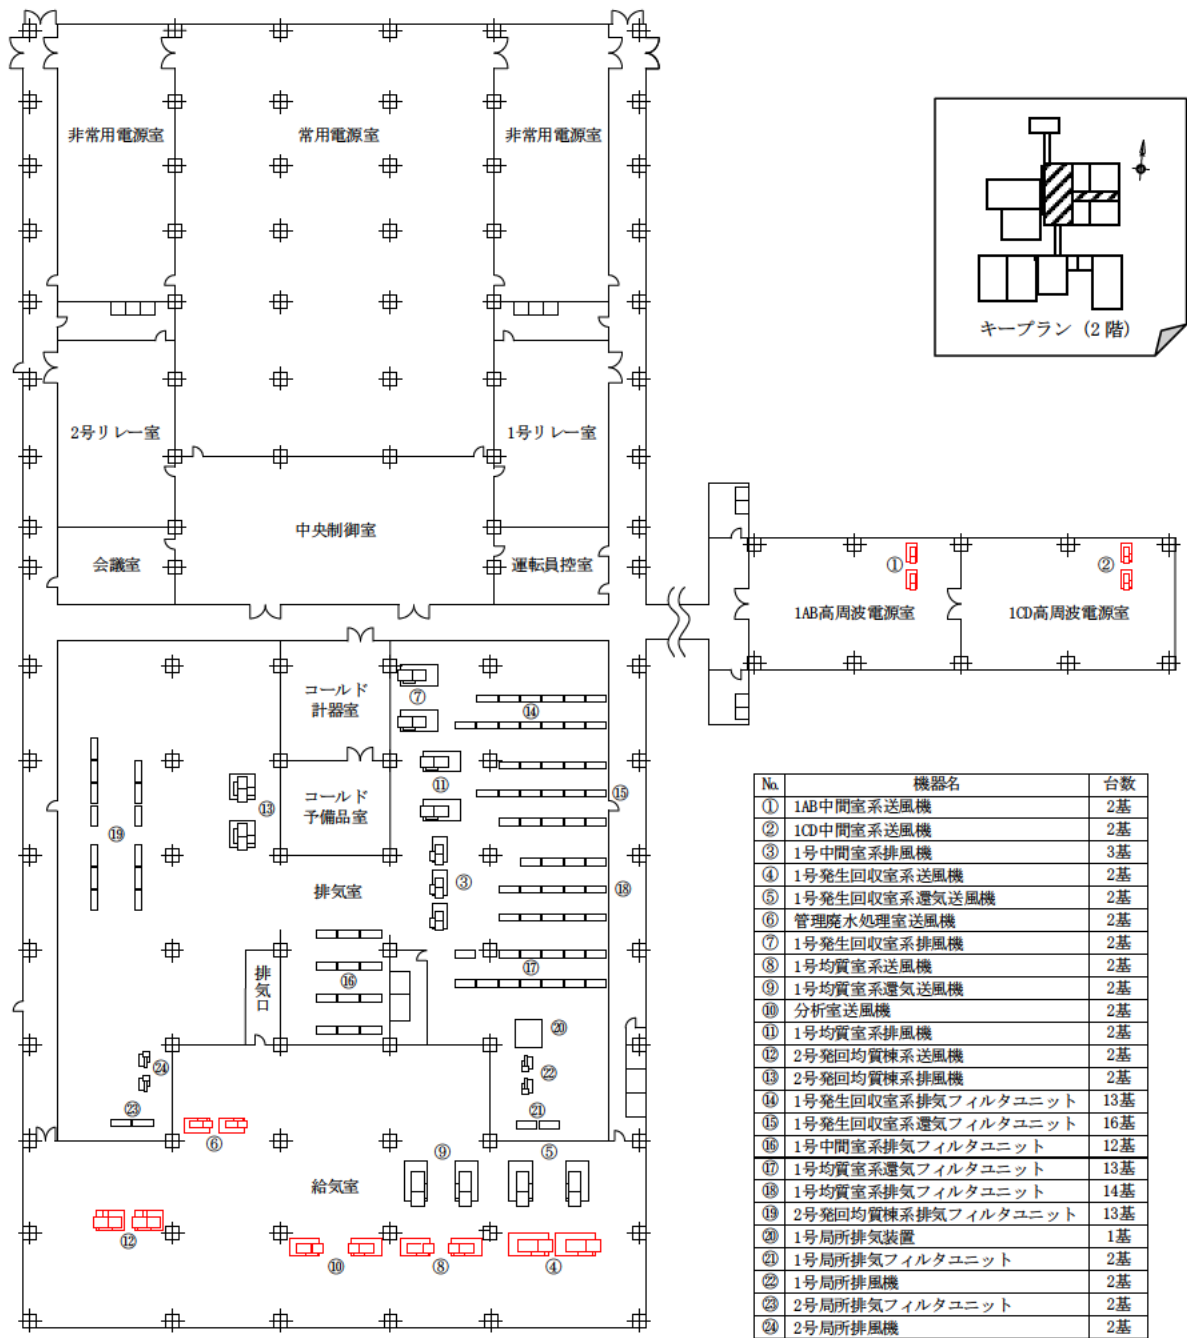 非常用電源室
常用電源室
非常用電源室
キープラン（2 階）
2号リレー室
1号リレー室
中央制御室
会議室
運転員控室
①
②
1AB高周波電源室
1CD高周波電源室
コールド
計器室
⑦
⑭
コールド
予備品室
⑪
⑬
⑮
⑲
排気室
③
⑱
排気口
⑯
⑰
⑳
㉔
㉒
㉓
㉑
⑥
⑨
⑤
給気室
⑫
⑩
⑧
④
No. 機器名 台数
① 1AB中間室系送風機 2基
② 1CD中間室系送風機 2基
③ 1号中間室系排風機 3基
④ 1号発生回収室系送風機 2基
⑤ 1号発生回収室系還気送風機 2基
⑥ 管理廃水処理室送風機 2基
⑦ 1号発生回収室系排風機 2基
⑧ 1号均質室系送風機 2基
⑨ 1号均質室系還気送風機 2基
⑩ 分析室送風機 2基
⑪ 1号均質室系排風機 2基
⑫ 2号発回均質棟系送風機 2基
⑬ 2号発回均質棟系排風機 2基
⑭ 1号発生回収室系排気フィルタユニット 13基
⑮ 1号発生回収室系還気フィルタユニット 16基
⑯ 1号中間室系排気フィルタユニット 12基
⑰ 1号均質室系還気フィルタユニット 13基
⑱ 1号均質室系排気フィルタユニット 14基
⑲ 2号発回均質棟系排気フィルタユニット 13基
⑳ 1号局所排気装置 1基
㉑ 1号局所排気フィルタユニット 2基
㉒ 1号局所排風機 2基
㉓ 2号局所排気フィルタユニット 2基
㉔ 2号局所排風機 2基